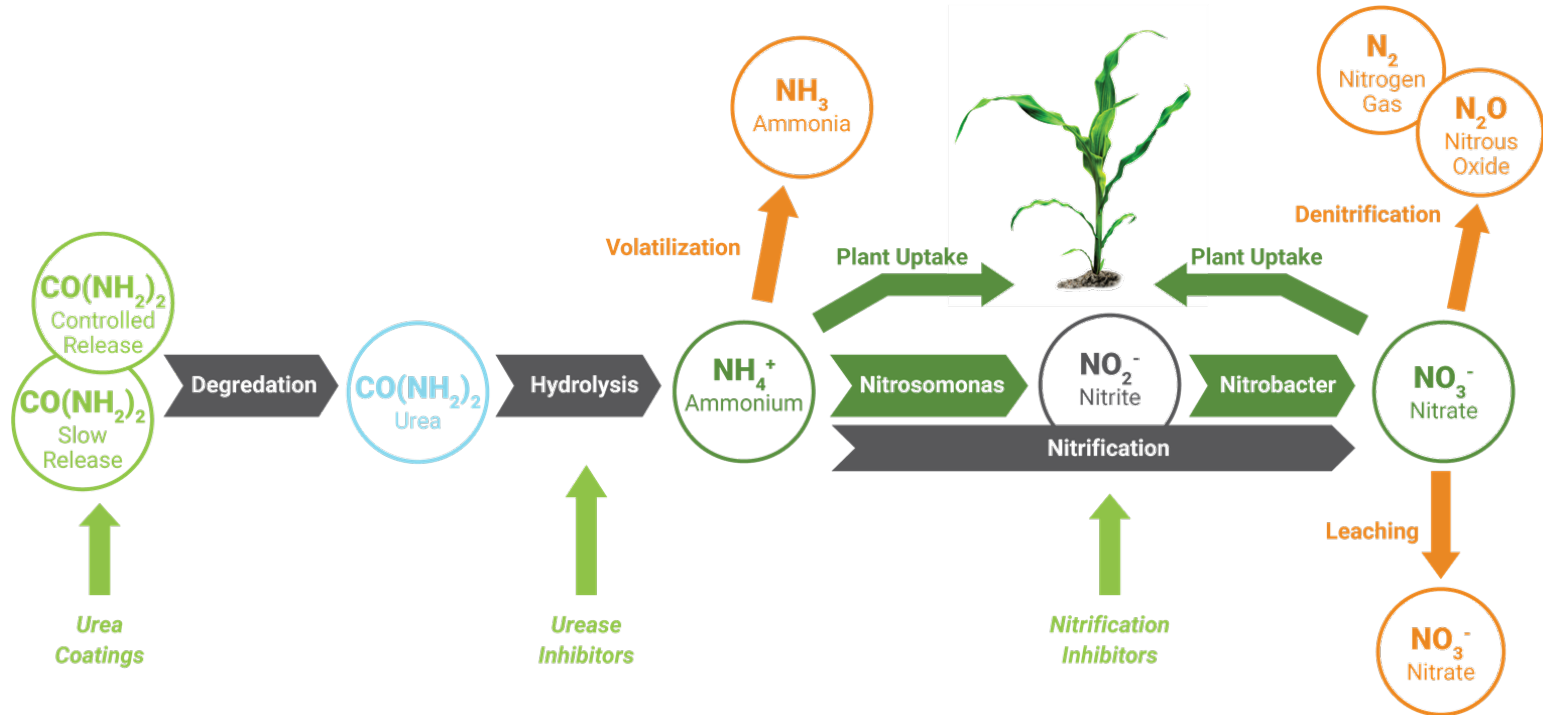 N₂
Nitrogen
Gas
N₂O
Nitrous
Oxide
NH₃
Ammonia
Denitrification
Volatilization
Plant Uptake
Plant Uptake
CO(NH₂)₂
Controlled
Release
CO(NH₂)₂
Slow
Release
Degredation
CO(NH₂)₂
Urea
Hydrolysis
NH₄⁺
Ammonium
Nitrosomonas
NO₂⁻
Nitrite
Nitrobacter
NO₃⁻
Nitrate
Nitrification
Leaching
Urea
Coatings
Urease
Inhibitors
Nitrification
Inhibitors
NO₃⁻
Nitrate